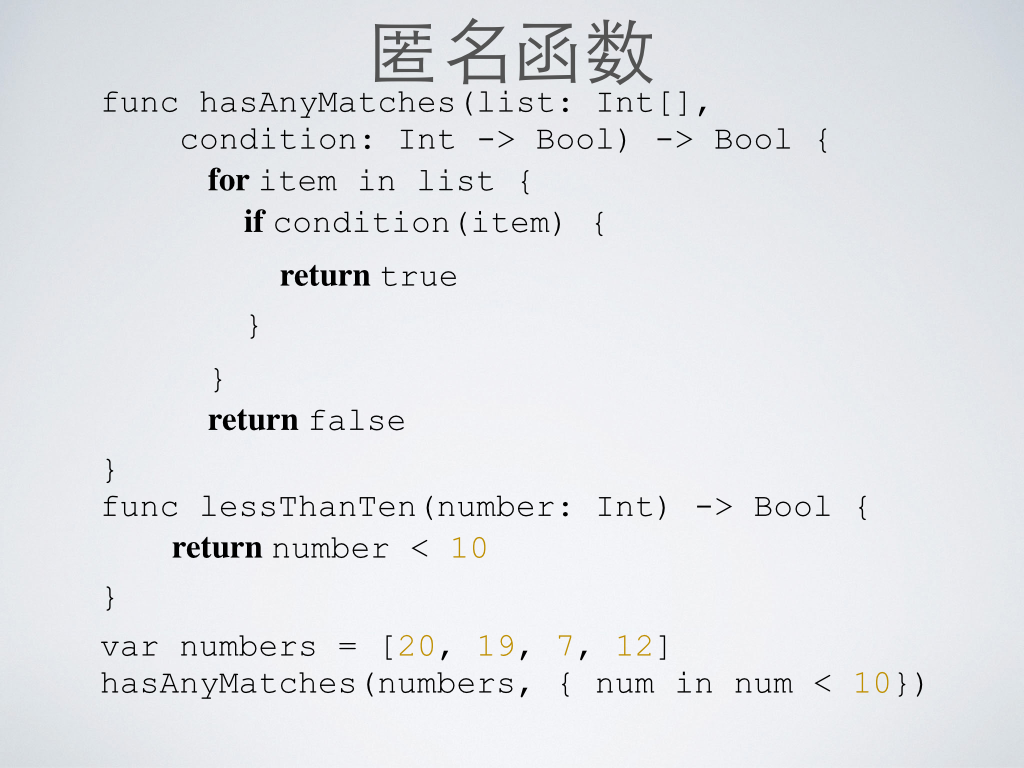 匿名函数
func hasAnyMatches(list: Int[],
condition: Int -> Bool) -> Bool {
for item in list {
if condition(item) {
return true
}
}
return false
}
func lessThanTen(number: Int) -> Bool {
return number < 10
}
var numbers = [20, 19, 7, 12]
hasAnyMatches(numbers, { num in num < 10})